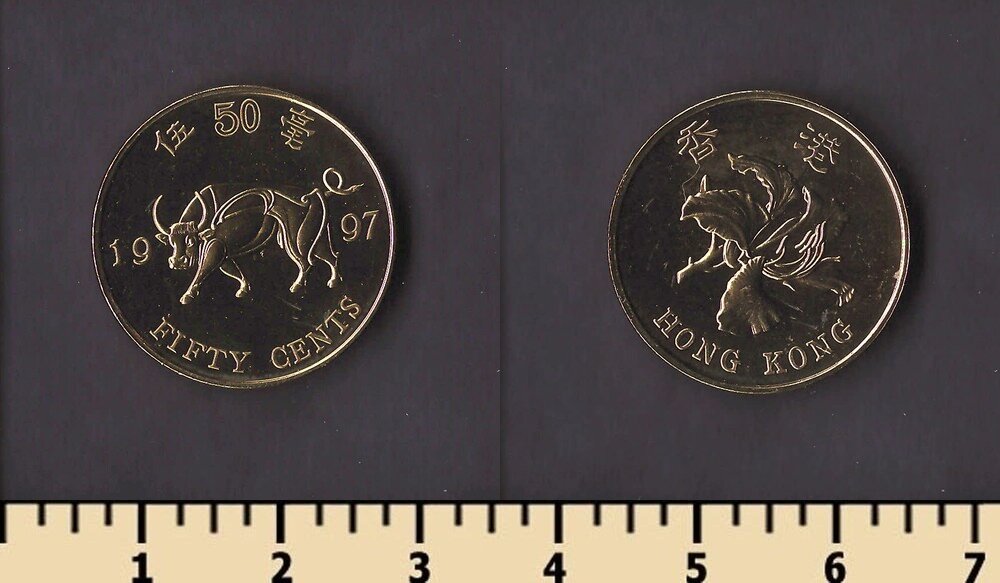 伍 50 毫
19 97
FIFTY CENTS
香 港
HONG KONG
1 2 3 4 5 6 7